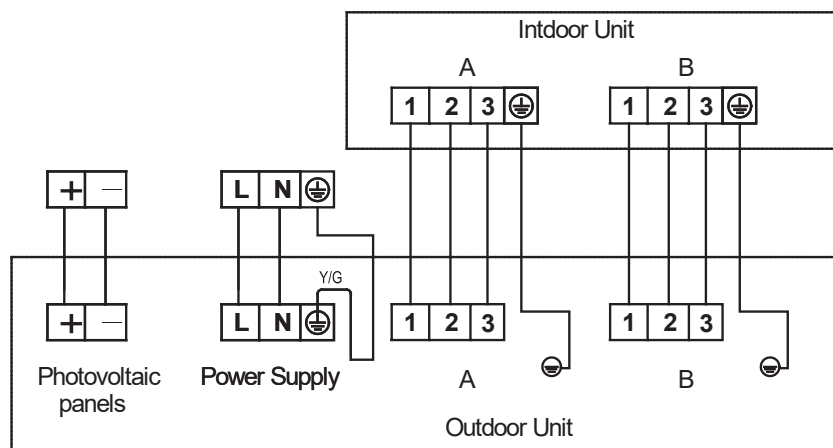 Intdoor Unit
A B
1 2 3 1 2 3
+ — L N
Y/G
+ — L N 1 2 3 1 2 3
Photovoltaic
panels
Power Supply
A B
Outdoor Unit